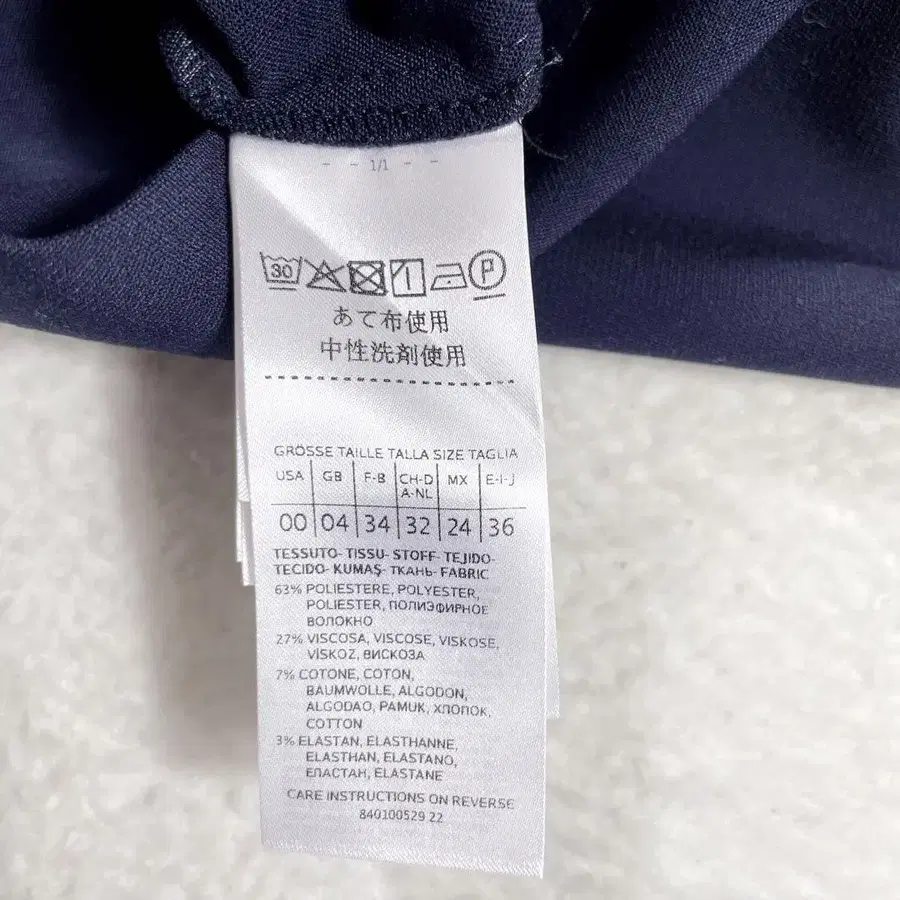 - - 1/1 - -
30 P
あて布使用
中性洗剤使用
GRÖSSE TAILLE TALLA SIZE TAGLIA
USA GB F-B CH-D A-NL MX E-I-J
00 04 34 32 24 36
TESSUTO- TISSU- STOFF- TEJIDO-
TECIDO- KUMAŞ- ТКАНЬ- FABRIC
63% POLIESTERE, POLYESTER,
POLIESTER, ПОЛИЭФИРНОЕ
ВОЛОКНО
27% VISCOSA, VISCOSE, VISKOSE,
VİSKOZ, ВИСКОЗА
7% COTONE, COTON,
BAUMWOLLE, ALGODON,
ALGODAO, PAMUK, ХЛОПОК,
COTTON
3% ELASTAN, ELASTHANNE,
ELASTHAN, ELASTANO,
ЕЛАСТАН, ELASTANE
CARE INSTRUCTIONS ON REVERSE
840100529 22